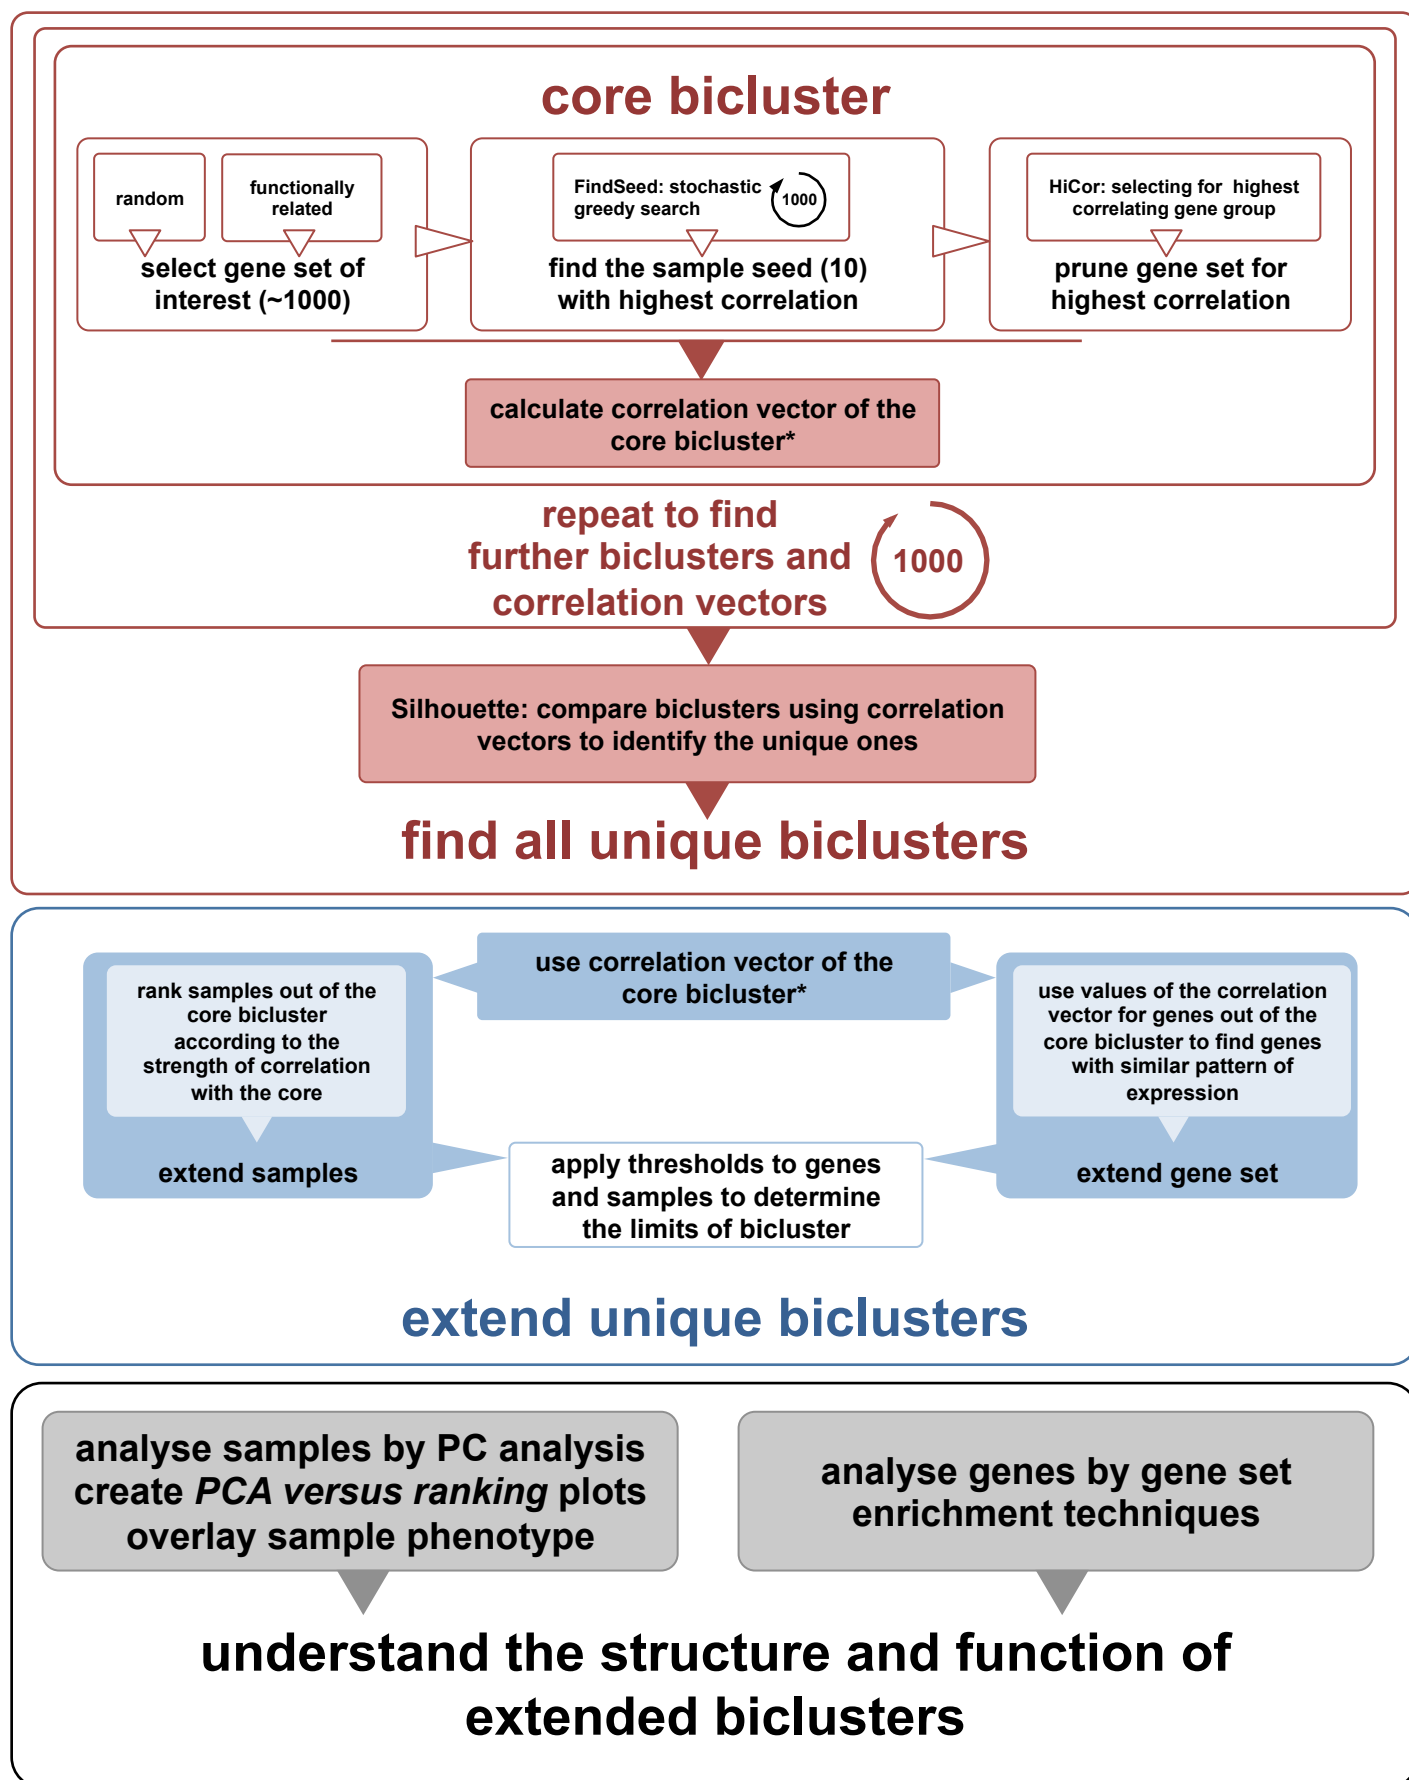 core bicluster
random
functionally
related
select gene set of
interest (~1000)
FindSeed: stochastic
greedy search
1000
find the sample seed (10)
with highest correlation
HiCor: selecting for highest
correlating gene group
prune gene set for
highest correlation
calculate correlation vector of the
core bicluster*
repeat to find
further biclusters and
correlation vectors
1000
Silhouette: compare biclusters using correlation
vectors to identify the unique ones
find all unique biclusters
use correlation vector of the
core bicluster*
rank samples out of the
core bicluster
according to the
strength of correlation
with the core
extend samples
use values of the correlation
vector for genes out of the
core bicluster to find genes
with similar pattern of
expression
extend gene set
apply thresholds to genes
and samples to determine
the limits of bicluster
extend unique biclusters
analyse samples by PC analysis
create PCA versus ranking plots
overlay sample phenotype
analyse genes by gene set
enrichment techniques
understand the structure and function of
extended biclusters